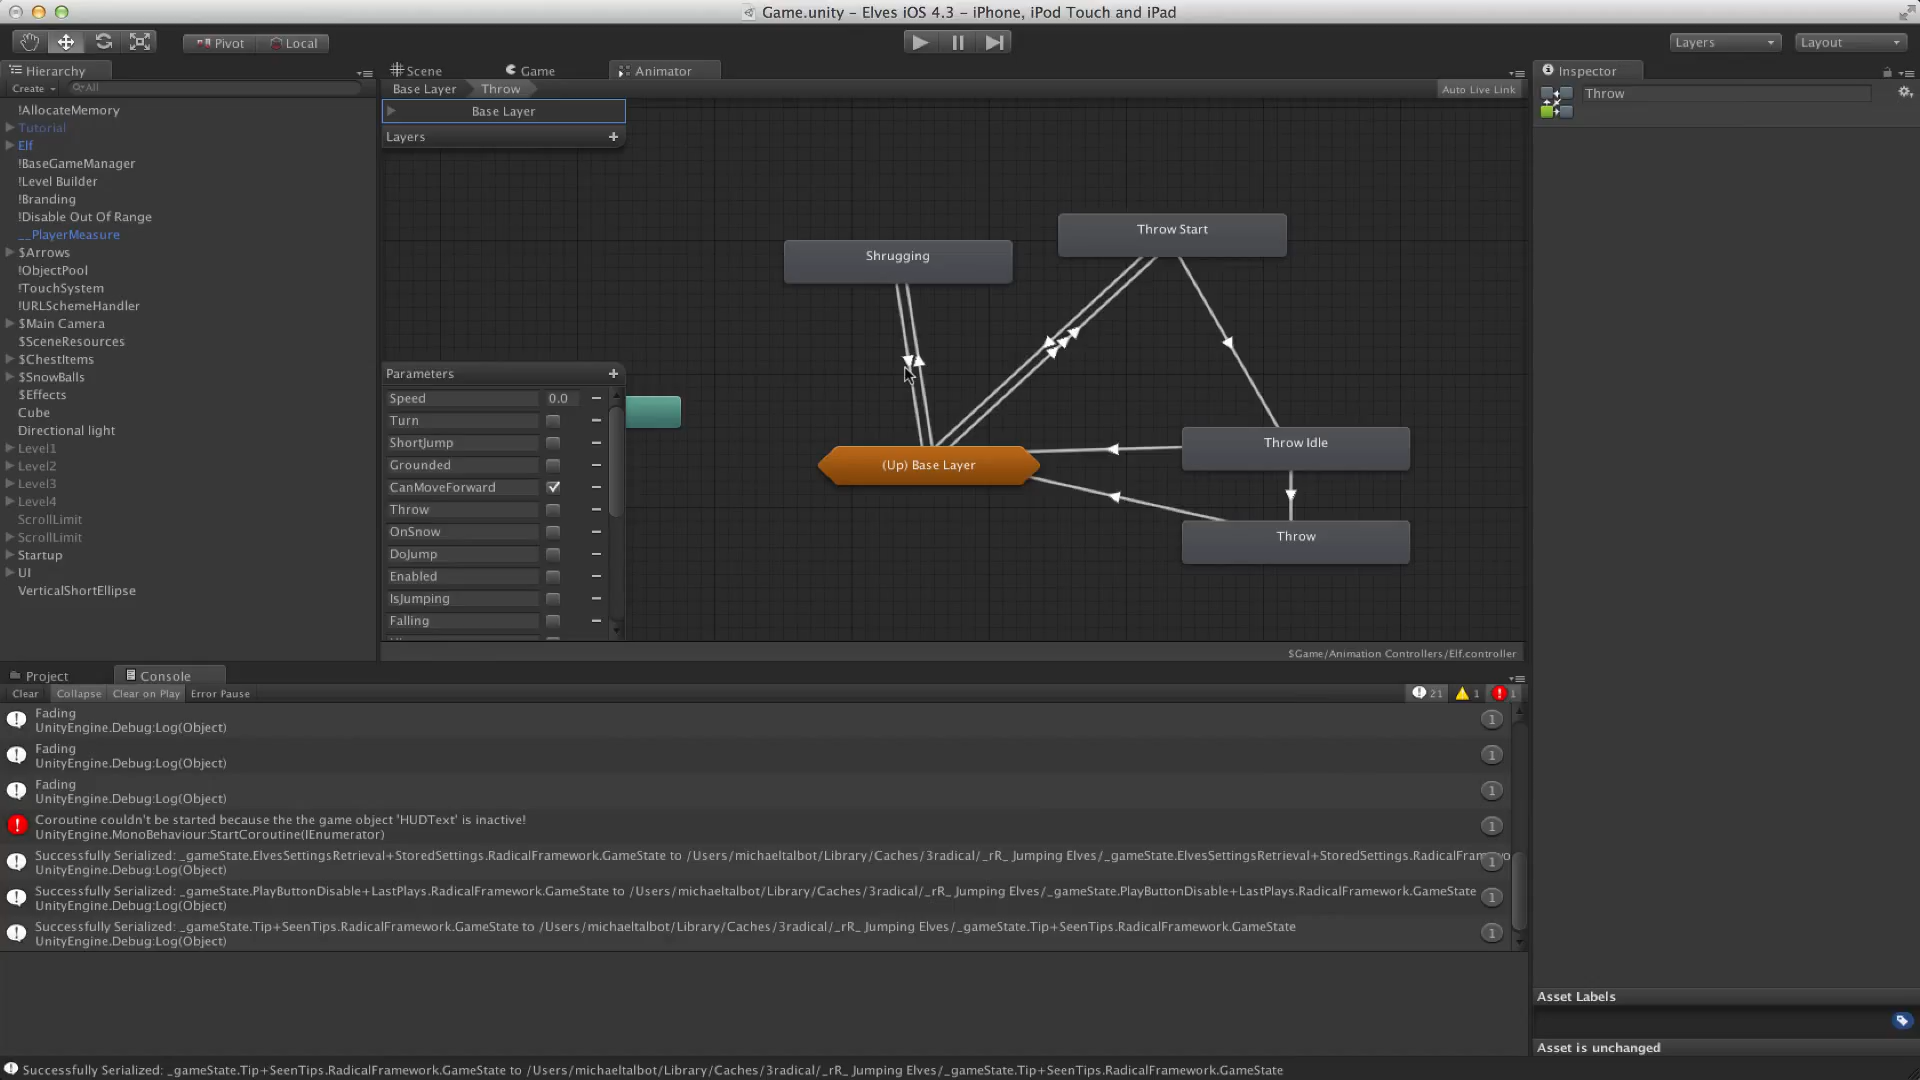 Game.unity – Elves iOS 4.3 – iPhone, iPod Touch and iPad
Pivot Local Layers Layout
Hierarchy
Create All
!AllocateMemory
Tutorial
Elf
!BaseGameManager
!Level Builder
!Branding
!Disable Out Of Range
__PlayerMeasure
$Arrows
!ObjectPool
!TouchSystem
!URLSchemeHandler
$Main Camera
$SceneResources
$ChestItems
$SnowBalls
$Effects
Cube
Directional light
Level1
Level2
Level3
Level4
ScrollLimit
ScrollLimit
Startup
UI
VerticalShortEllipse
Scene Game Animator
Base Layer Throw Auto Live Link
Base Layer
Layers +
Parameters +
Speed 0.0
Turn
ShortJump
Grounded
CanMoveForward
Throw
OnSnow
DoJump
Enabled
IsJumping
Falling
Shrugging
Throw Start
(Up) Base Layer
Throw Idle
Throw
$Game/Animation Controllers/Elf.controller
Inspector
Throw
Project Console
Clear Collapse Clear on Play Error Pause 21 1 1
Fading 1
UnityEngine.Debug:Log(Object)
Fading 1
UnityEngine.Debug:Log(Object)
Fading 1
UnityEngine.Debug:Log(Object)
Coroutine couldn't be started because the the game object 'HUDText' is inactive! 1
UnityEngine.MonoBehaviour:StartCoroutine(IEnumerator)
Successfully Serialized: _gameState.ElvesSettingsRetrieval+StoredSettings.RadicalFramework.GameState to /Users/michaeltalbot/Library/Caches/3radical/_rR_ Jumping Elves/_gameState.ElvesSettingsRetrieval+StoredSettings.RadicalFramewo 1
UnityEngine.Debug:Log(Object)
Successfully Serialized: _gameState.PlayButtonDisable+LastPlays.RadicalFramework.GameState to /Users/michaeltalbot/Library/Caches/3radical/_rR_ Jumping Elves/_gameState.PlayButtonDisable+LastPlays.RadicalFramework.GameState 1
UnityEngine.Debug:Log(Object)
Successfully Serialized: _gameState.Tip+SeenTips.RadicalFramework.GameState to /Users/michaeltalbot/Library/Caches/3radical/_rR_ Jumping Elves/_gameState.Tip+SeenTips.RadicalFramework.GameState 1
UnityEngine.Debug:Log(Object)
Asset Labels
Asset is unchanged
Successfully Serialized: _gameState.Tip+SeenTips.RadicalFramework.GameState to /Users/michaeltalbot/Library/Caches/3radical/_rR_ Jumping Elves/_gameState.Tip+SeenTips.RadicalFramework.GameState